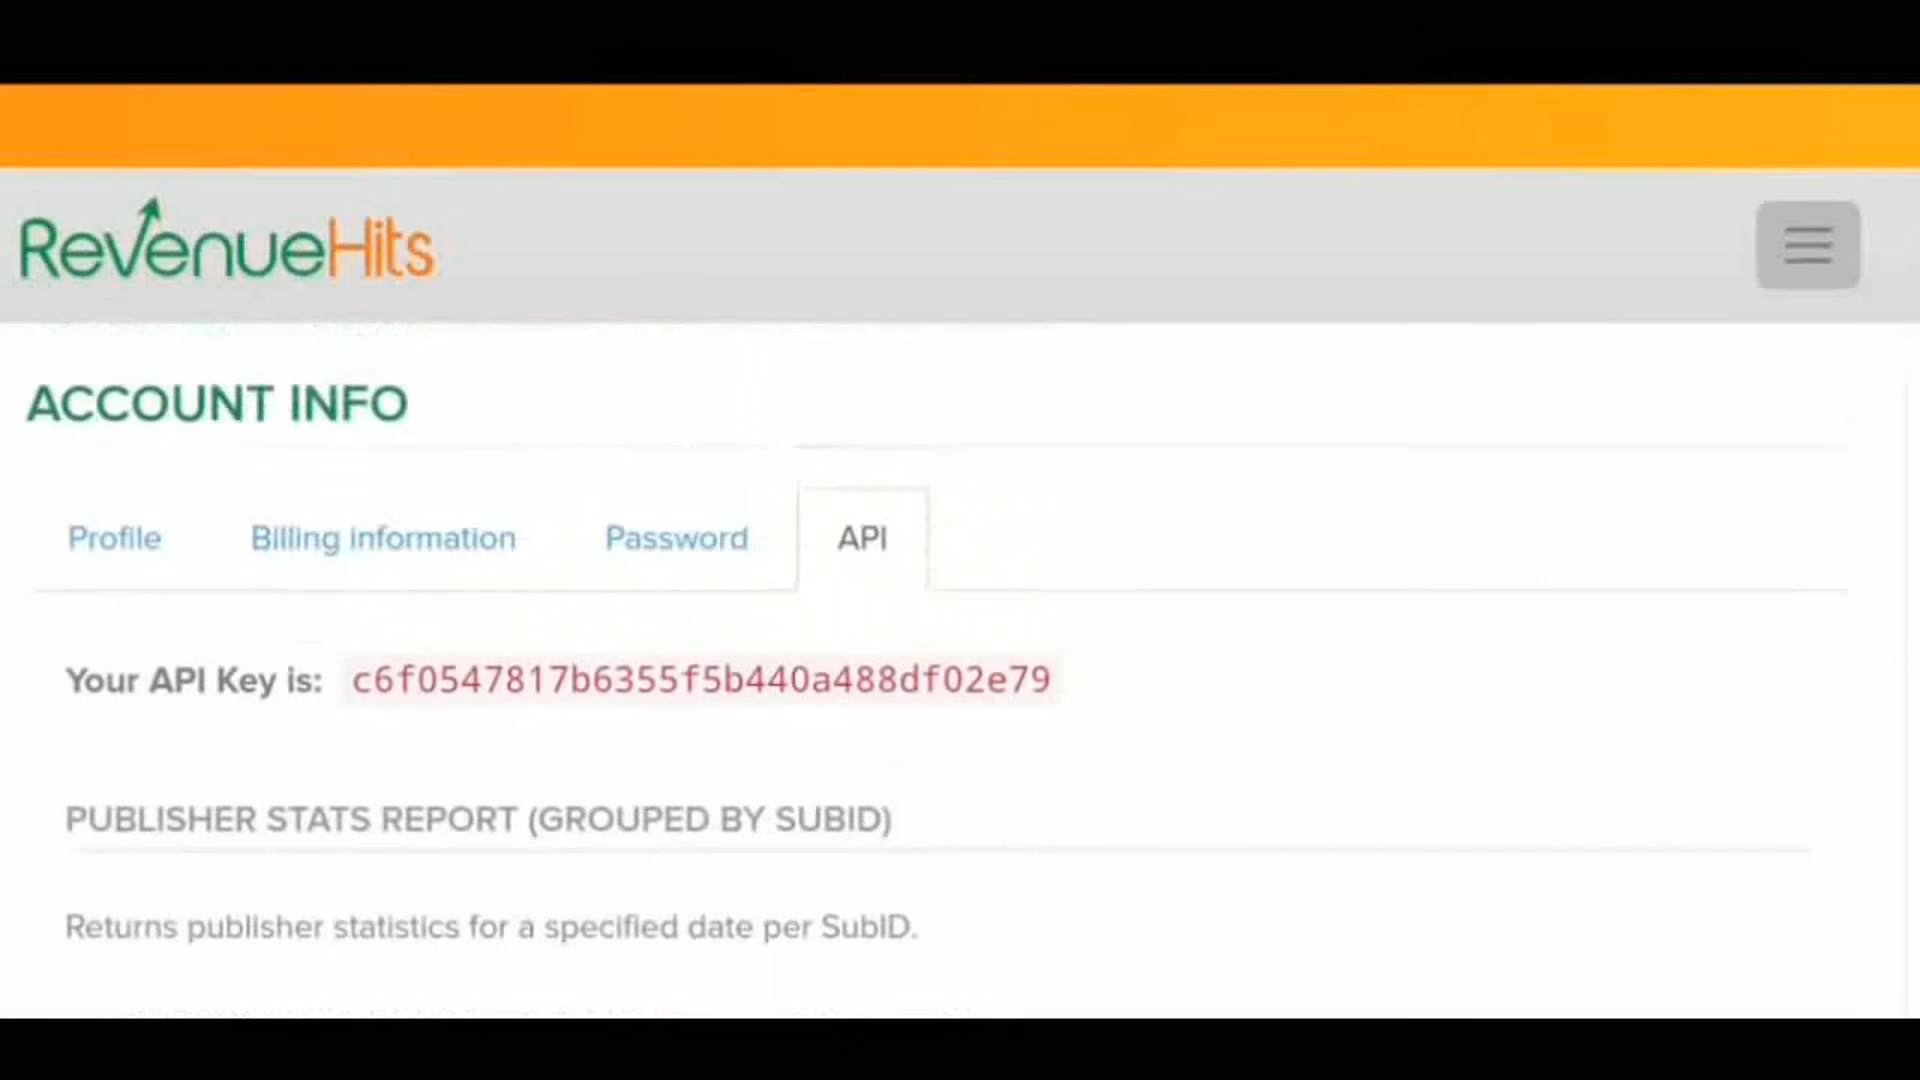 RevenueHits
ACCOUNT INFO
Profile Billing information Password API
Your API Key is: c6f0547817b6355f5b440a488df02e79
PUBLISHER STATS REPORT (GROUPED BY SUBID)
Returns publisher statistics for a specified date per SubID.